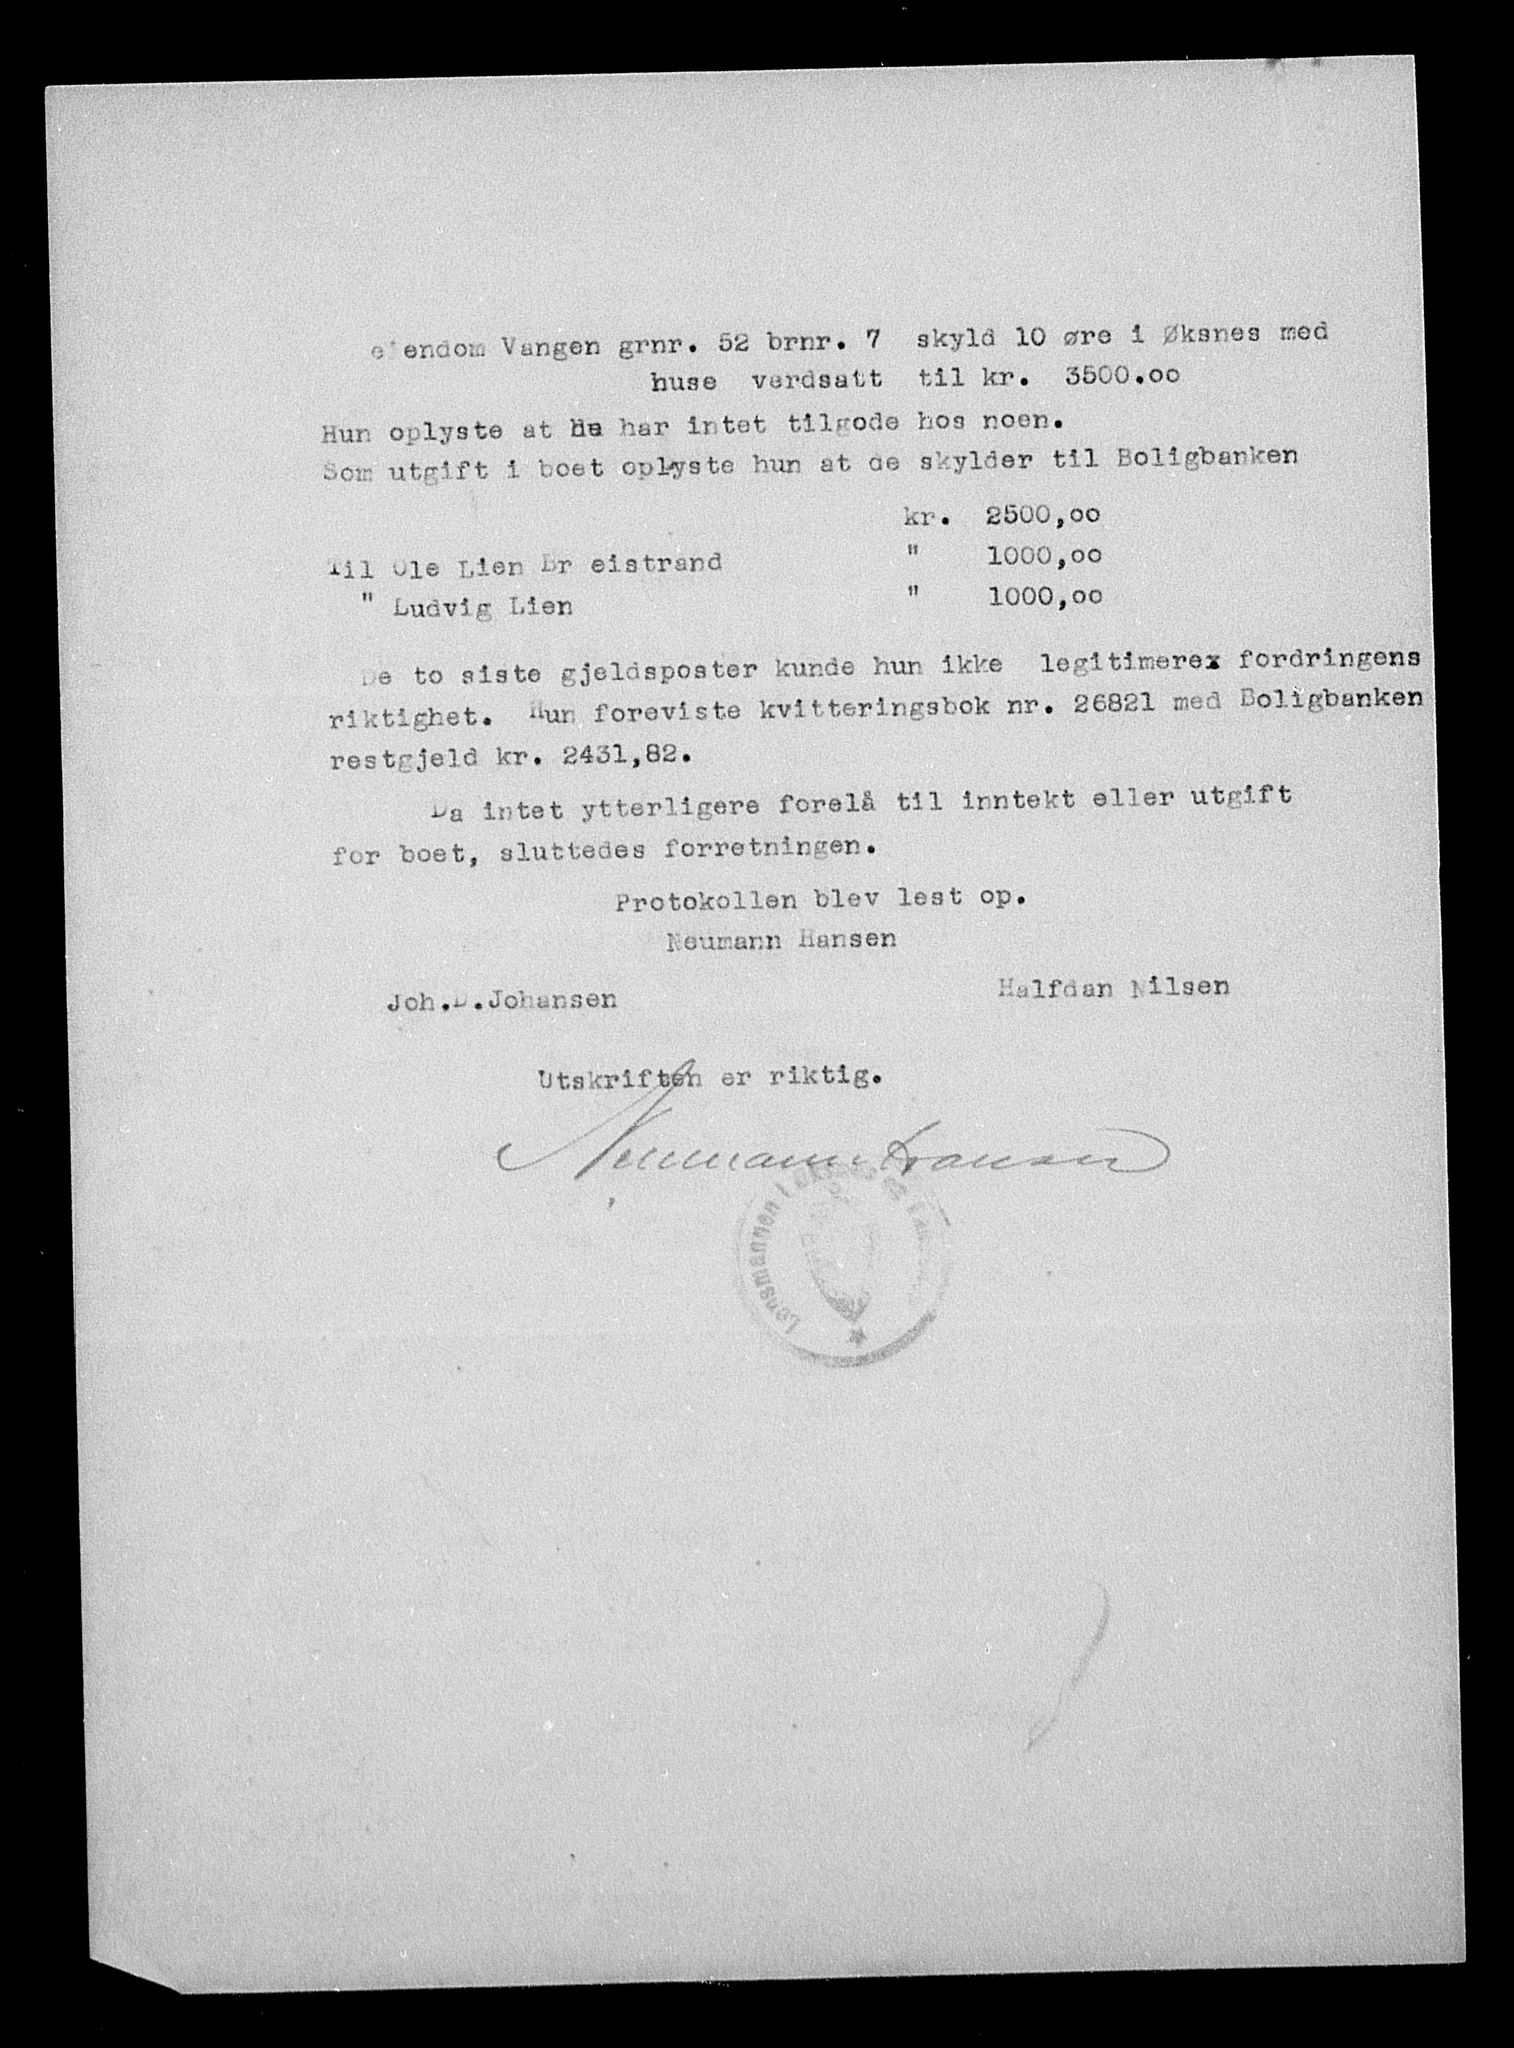 eiendom Vangen grnr. 52 brnr. 7 skyld 10 øre i Øksnes med
huse verdsatt til kr. 3500.oo
Hun oplyste at de har intet tilgode hos noen.
Som utgift i boet oplyste hun at de skylder til Boligbanken
kr. 2500,oo
Til Ole Lien Br eistrand " 1000,oo
" Ludvig Lien " 1000,oo
De to siste gjeldsposter kunde hun ikke legitimerex fordringens
riktighet. Hun foreviste kvitteringsbok nr. 26821 med Boligbanken
restgjeld kr. 2431,82.
Da intet ytterligere forelå til inntekt eller utgift
for boet, sluttedes forretningen.
Protokollen blev lest op.
Neumann Hansen
Joh.D.Johansen Halfdan Nilsen
Utskriften er riktig.
Neumann Hansen
Lensmannen i